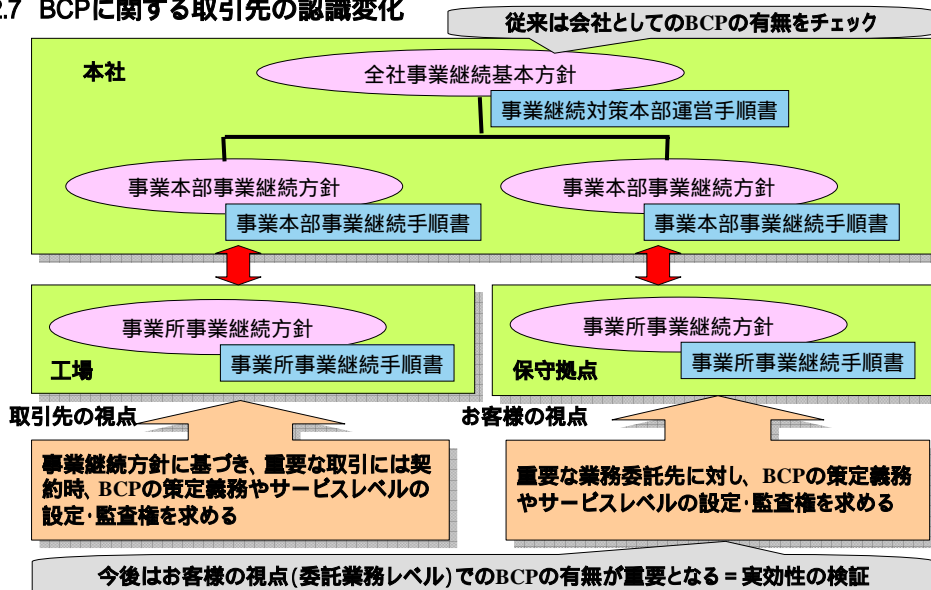 2.7 BCPに関する取引先の認識変化
従来は会社としてのBCPの有無をチェック
本社
全社事業継続基本方針
事業継続対策本部運営手順書
事業本部事業継続方針
事業本部事業継続手順書
事業本部事業継続方針
事業本部事業継続手順書
事業所事業継続方針
事業所事業継続手順書
工場
事業所事業継続方針
事業所事業継続手順書
保守拠点
取引先の視点
お客様の視点
事業継続方針に基づき、重要な取引には契
約時、BCPの策定義務やサービスレベルの
設定・監査権を求める
重要な業務委託先に対し、BCPの策定義務
やサービスレベルの設定・監査権を求める
今後はお客様の視点(委託業務レベル)でのBCPの有無が重要となる=実効性の検証